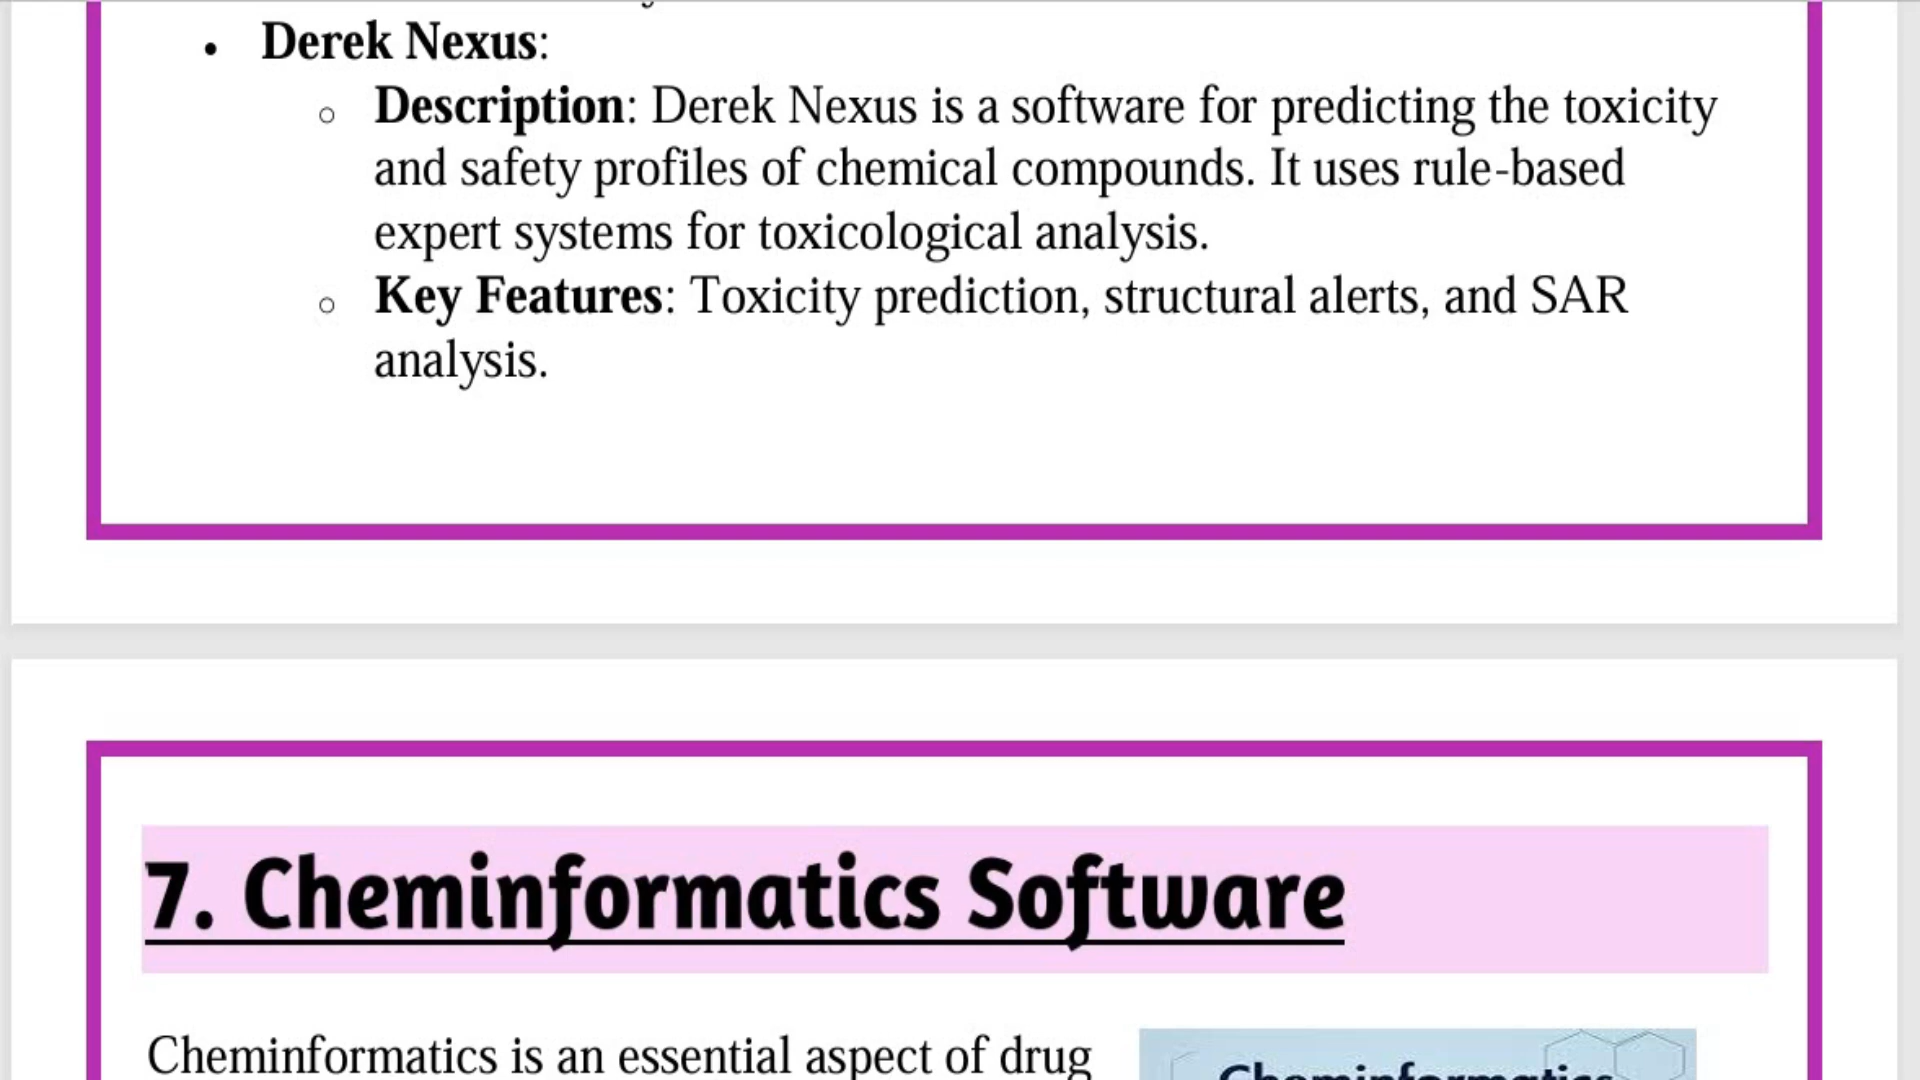 • Derek Nexus:
○ Description: Derek Nexus is a software for predicting the toxicity
and safety profiles of chemical compounds. It uses rule-based
expert systems for toxicological analysis.
○ Key Features: Toxicity prediction, structural alerts, and SAR
analysis.
7. Cheminformatics Software
Cheminformatics is an essential aspect of drug
Cheminformatics